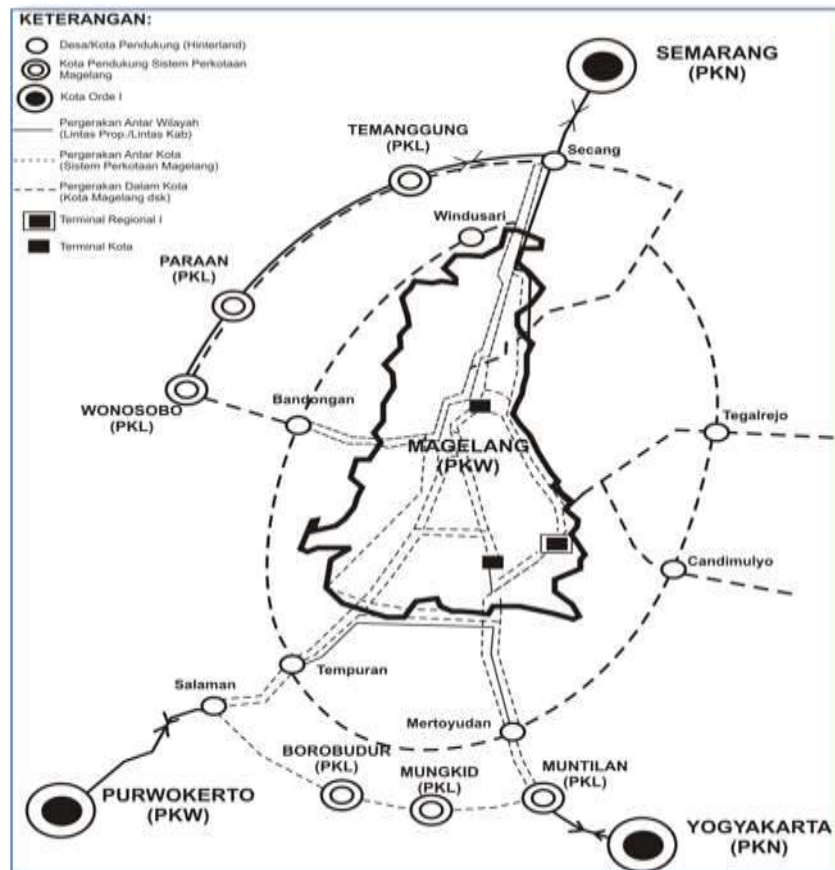 KETERANGAN:
Desa/Kota Pendukung (Hinterland)
Kota Pendukung Sistem Perkotaan
Magelang
Kota Orde I
Pergerakan Antar Wilayah
(Lintas Prop./Lintas Kab)
Pergerakan Antar Kota
(Sistem Perkotaan Magelang)
Pergerakan Dalam Kota
(Kota Magelang dsk)
Terminal Regional I
Terminal Kota
SEMARANG
(PKN)
TEMANGGUNG
(PKL)
Secang
Windusari
PARAAN
(PKL)
WONOSOBO
(PKL)
Bandongan
MAGELANG
(PKW)
Tegalrejo
Candimulyo
Tempuran
Salaman
Mertoyudan
BOROBUDUR
(PKL)
MUNGKID
(PKL)
MUNTILAN
(PKL)
PURWOKERTO
(PKW)
YOGYAKARTA
(PKN)